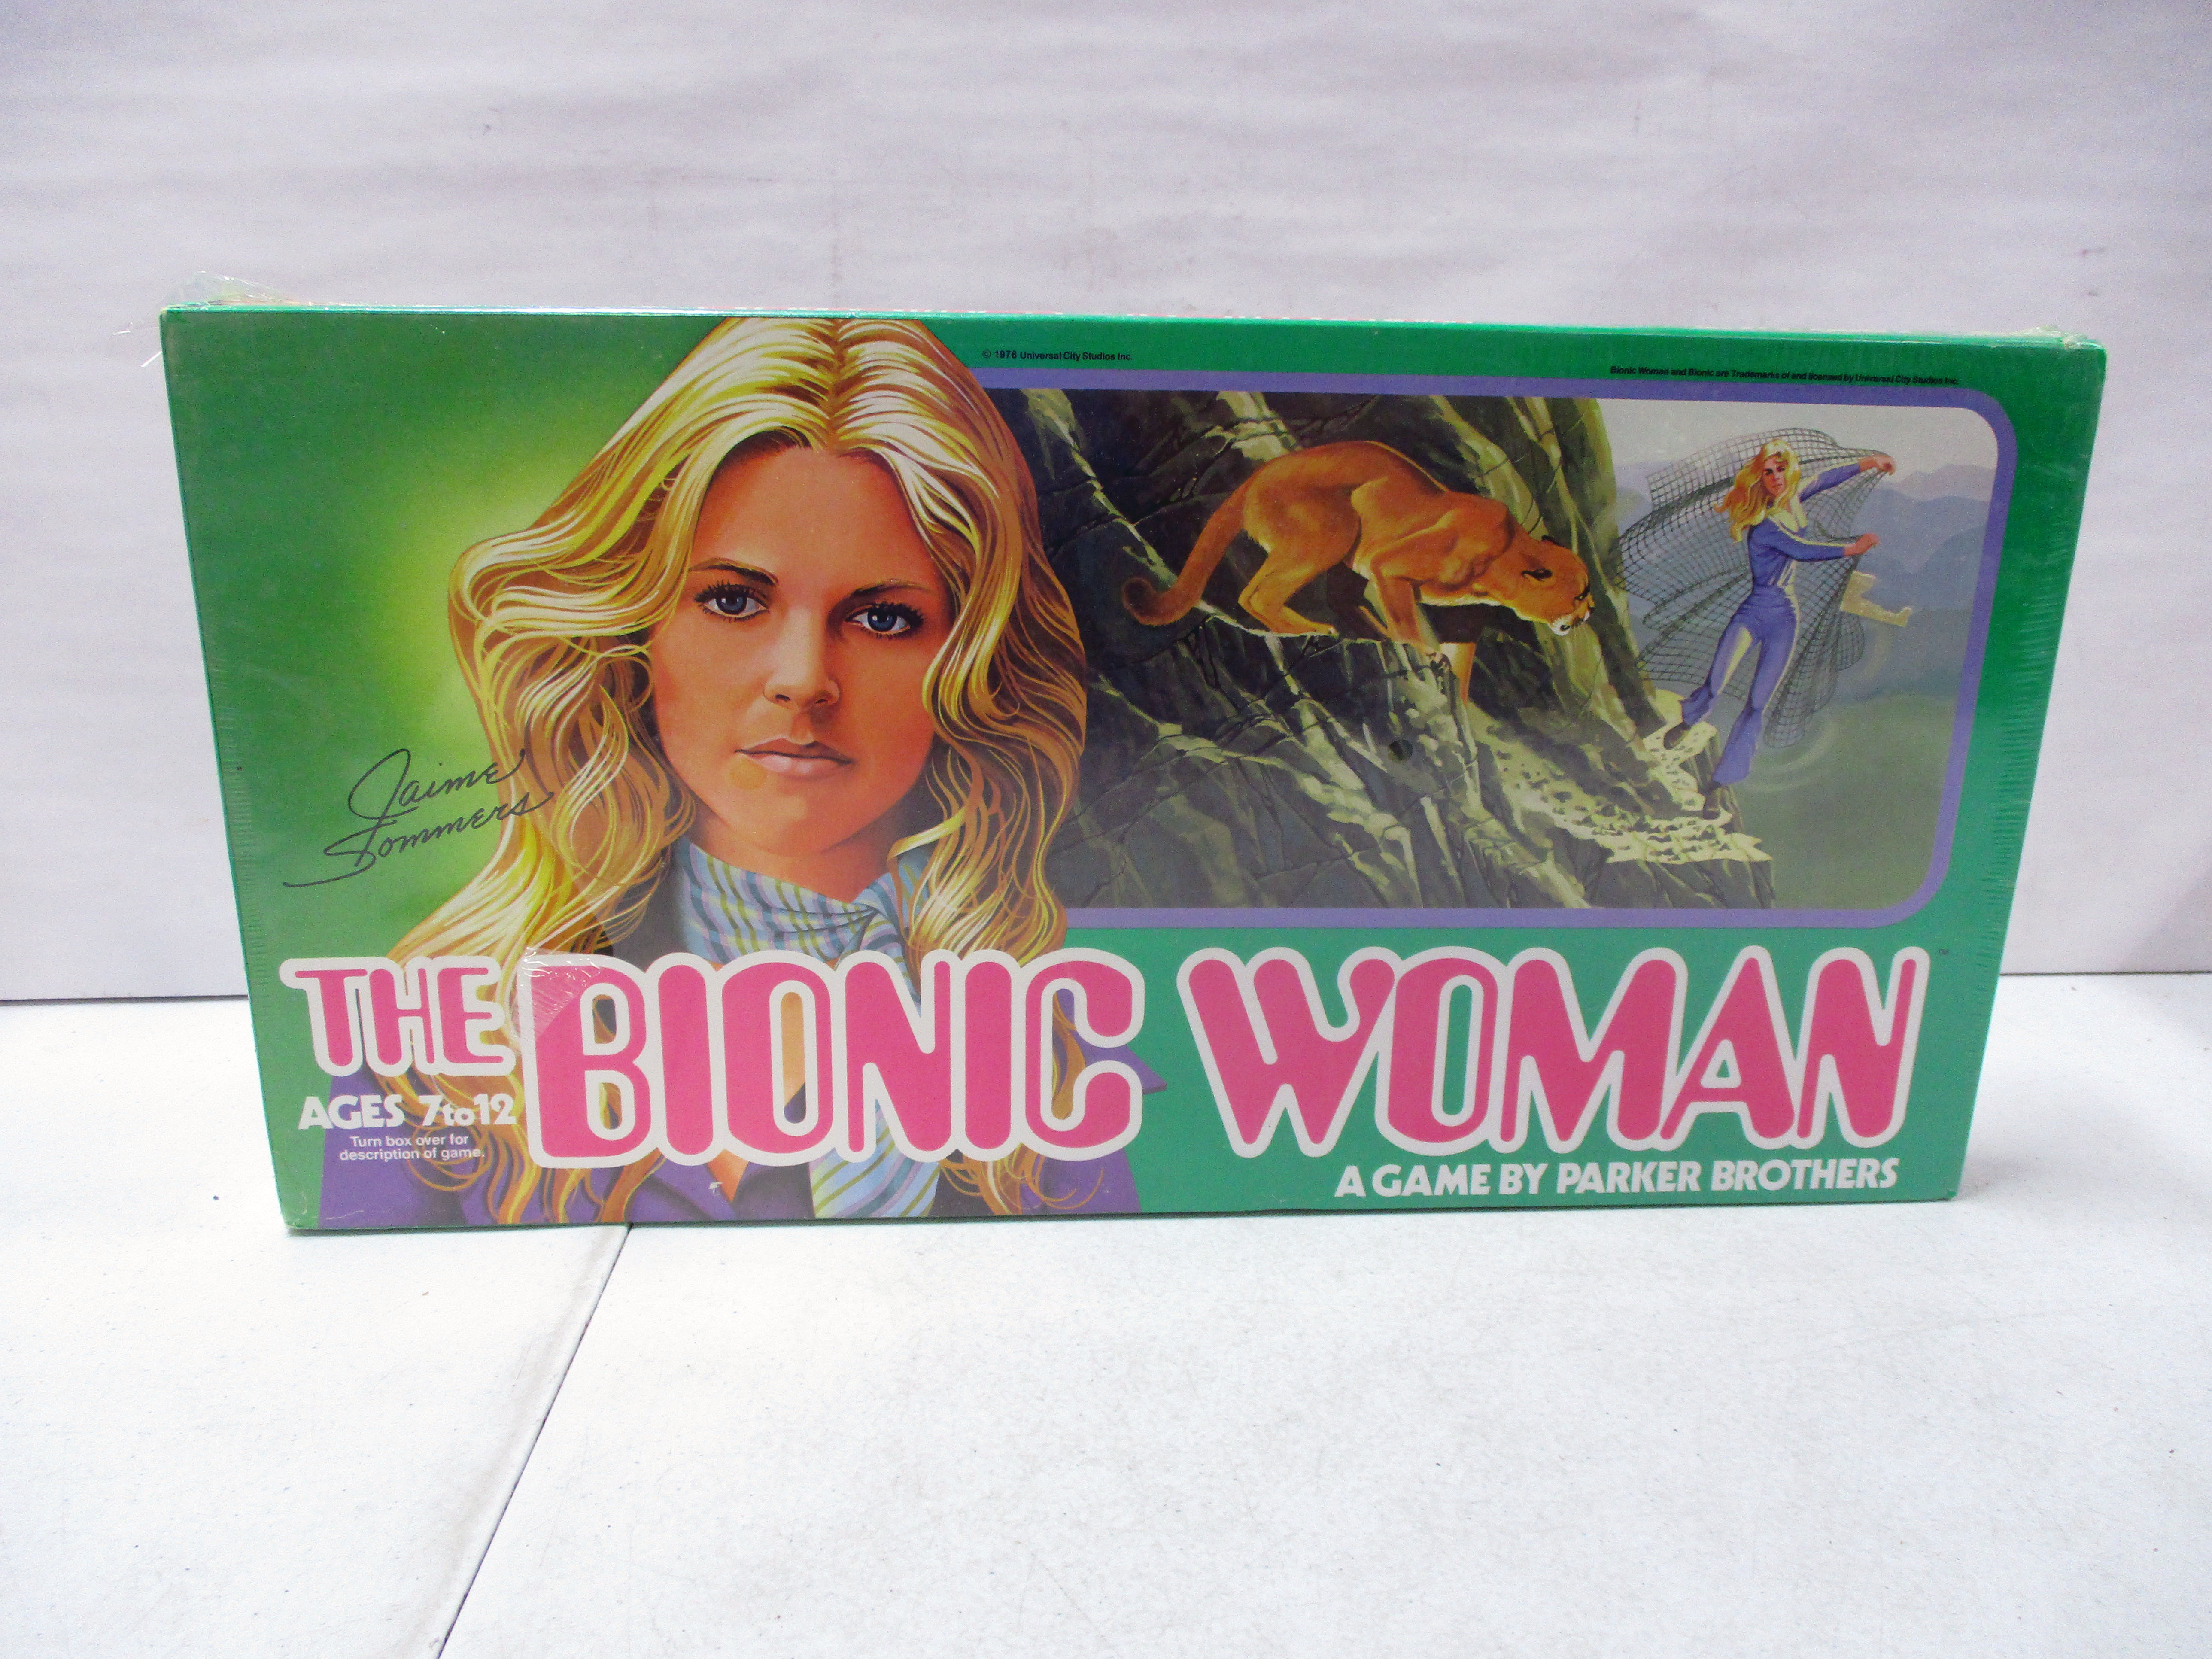 © 1976 Universal City Studios Inc.
Bionic Woman and Bionic are Trademarks of and licensed by Universal City Studios Inc.
Jaime
Sommers
THE BIONIC WOMAN™
AGES 7 to 12
Turn box over for
description of game.
A GAME BY PARKER BROTHERS